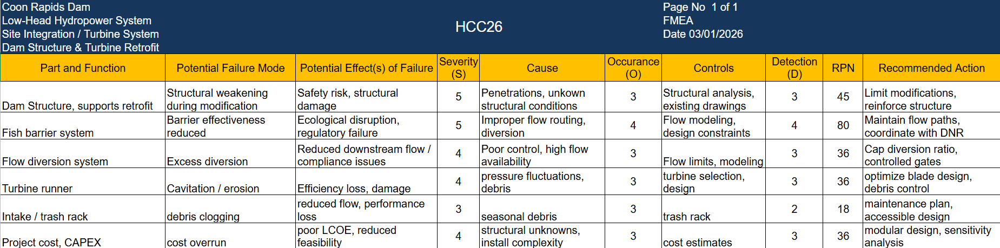 Coon Rapids Dam
Low-Head Hydropower System
Site Integration / Turbine System
Dam Structure & Turbine Retrofit
HCC26
Page No 1 of 1
FMEA
Date 03/01/2026
Part and Function
Potential Failure Mode
Potential Effect(s) of Failure
Severity
(S)
Cause
Occurance
(O)
Controls
Detection
(D)
RPN
Recommended Action
Dam Structure, supports retrofit
Structural weakening
during modification
Safety risk, structural
damage
5
Penetrations, unkown
structural conditions
3
Structural analysis,
existing drawings
3
45
Limit modifications,
reinforce structure
Fish barrier system
Barrier effectiveness
reduced
Ecological disruption,
regulatory failure
5
Improper flow routing,
diversion
4
Flow modeling,
design constraints
4
80
Maintain flow paths,
coordinate with DNR
Flow diversion system
Excess diversion
Reduced downstream flow /
compliance issues
4
Poor control, high flow
availability
3
Flow limits, modeling
3
36
Cap diversion ratio,
controlled gates
Turbine runner
Cavitation / erosion
Efficiency loss, damage
4
pressure fluctuations,
debris
3
turbine selection,
design
3
36
optimize blade design,
debris control
Intake / trash rack
debris clogging
reduced flow, performance
loss
3
seasonal debris
3
trash rack
2
18
maintenance plan,
accessible design
Project cost, CAPEX
cost overrun
poor LCOE, reduced
feasibility
4
structural unknowns,
install complexity
3
cost estimates
3
36
modular design, sensitivity
analysis